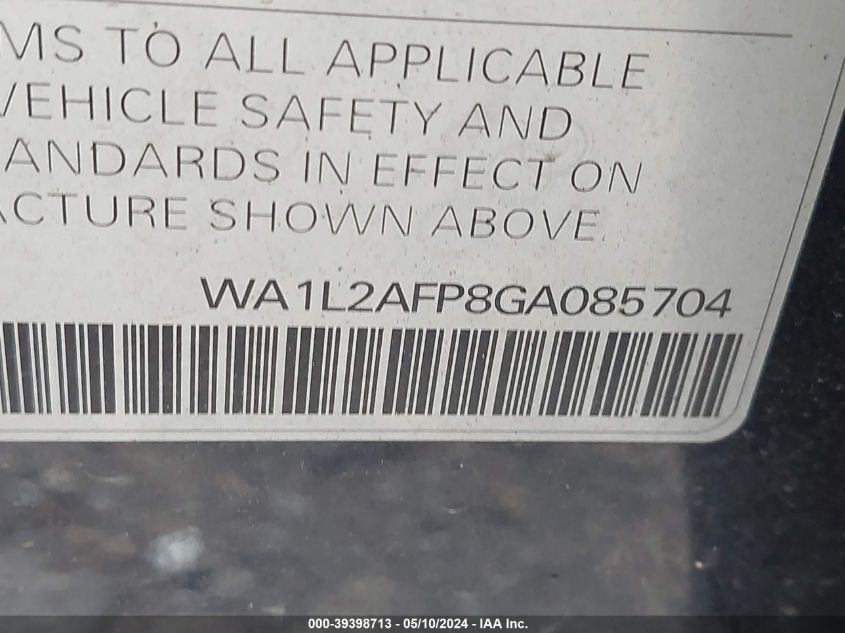 MS TO ALL APPLICABLE
VEHICLE SAFETY AND
ANDARDS IN EFFECT ON
ACTURE SHOWN ABOVE.
WA1L2AFP8GA085704
000-39398713 - 05/10/2024 - IAA Inc.